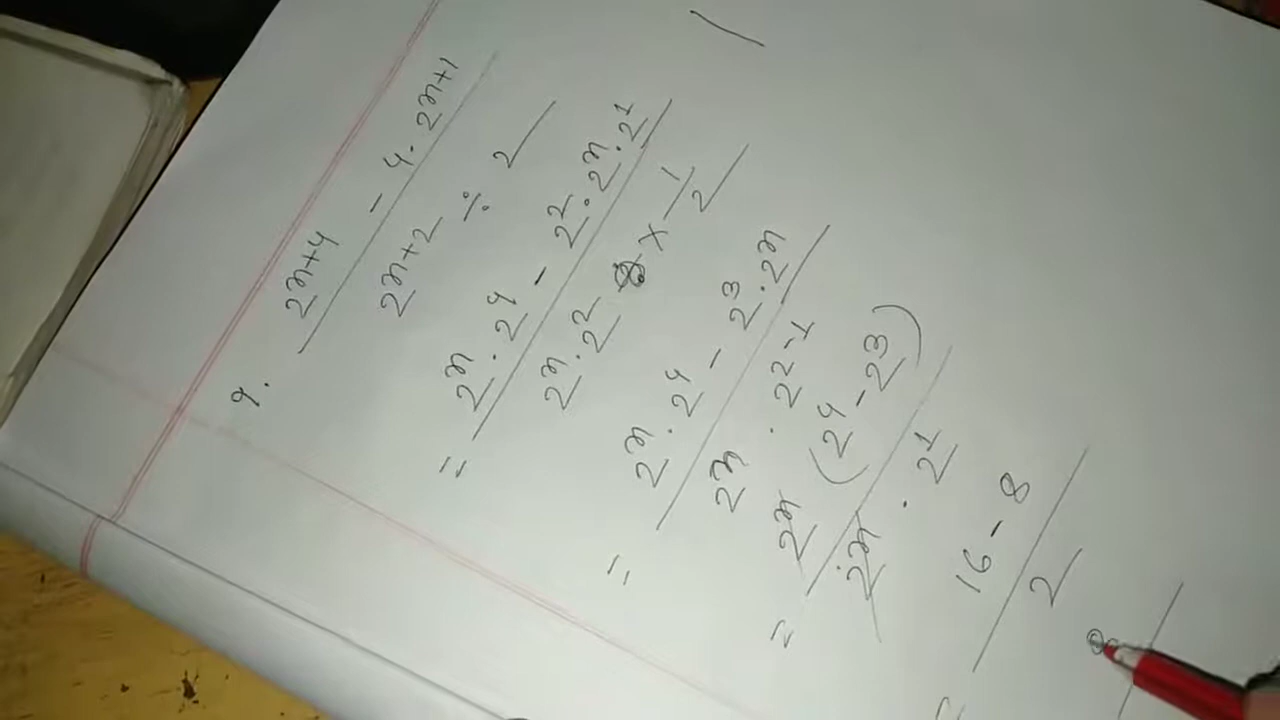 9. 2^{x+4} - 4 . 2^{x+1}
2^{x+2} ÷ 2
= 2^x . 2^4 - 2^2 . 2^x . 2^1
2^x . 2^2 × 1/2
= 2^x . 2^4 - 2^3 . 2^x
2^x . 2^{2-1}
= 2^x (2^4 - 2^3)
2^x . 2^1
= 16 - 8
2
8